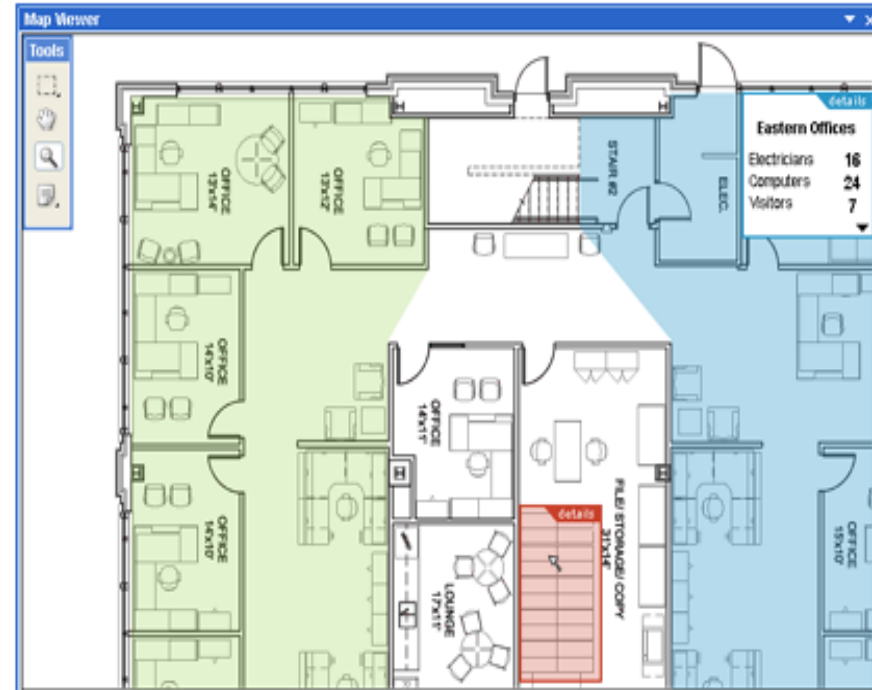 Map Viewer
Tools
details
Eastern Offices
Electricians 16
Computers 24
Visitors 7
OFFICE
13'x14'
OFFICE
13'x12'
STAIR #2
ELEC.
OFFICE
14'x10'
OFFICE
14'x11'
OFFICE
14'x10'
details
FILE/ STORAGE/ COPY
21'x14'
LOUNGE
17'x11'
OFFICE
15'x10'